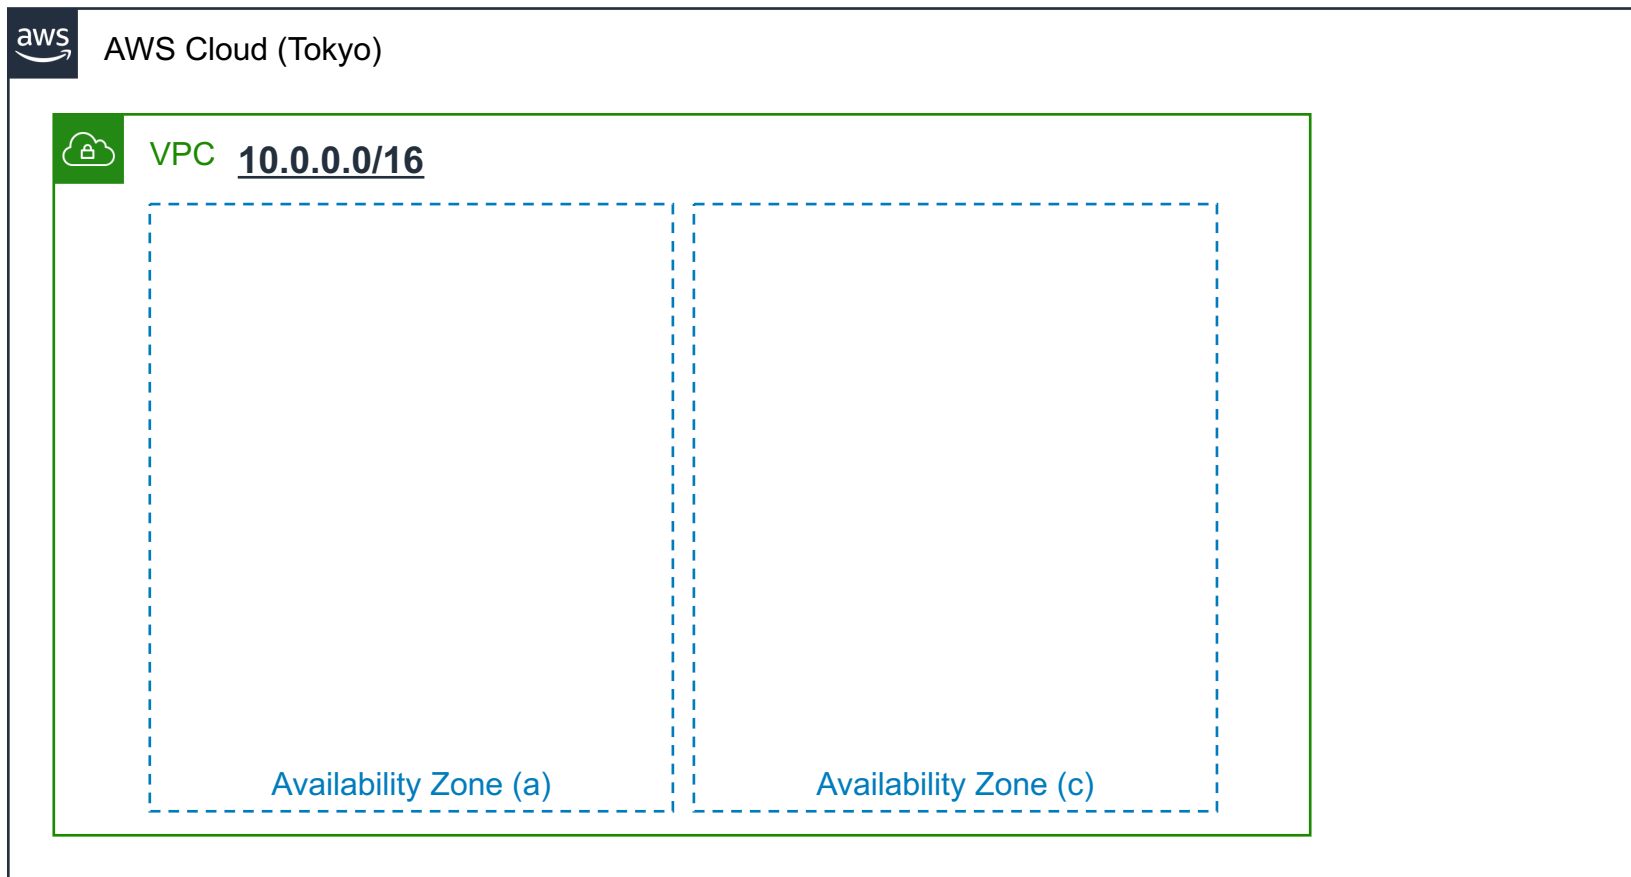 aws
AWS Cloud (Tokyo)
VPC 10.0.0.0/16
Availability Zone (a)
Availability Zone (c)